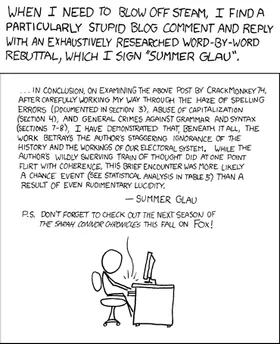 WHEN I NEED TO BLOW OFF STEAM, I FIND A
PARTICULARLY STUPID BLOG COMMENT AND REPLY
WITH AN EXHAUSTIVELY RESEARCHED WORD-BY-WORD
REBUTTAL, WHICH I SIGN "SUMMER GLAU".
... IN CONCLUSION, ON EXAMINING THE ABOVE POST BY CRACKMONKEY74,
AFTER CAREFULLY WORKING MY WAY THROUGH THE HAZE OF SPELLING
ERRORS (DOCUMENTED IN SECTION 3), ABUSE OF CAPITALIZATION
(SECTION 4), AND GENERAL CRIMES AGAINST GRAMMAR AND SYNTAX
(SECTIONS 7-8), I HAVE DEMONSTRATED THAT, BENEATH IT ALL, THE
WORK BETRAYS THE AUTHOR'S STAGGERING IGNORANCE OF THE
HISTORY AND THE WORKINGS OF OUR ELECTORAL SYSTEM. WHILE THE
AUTHOR'S WILDLY SWERVING TRAIN OF THOUGHT DID AT ONE POINT
FLIRT WITH COHERENCE, THIS BRIEF ENCOUNTER WAS MORE LIKELY
A CHANCE EVENT (SEE STATISTICAL ANALYSIS IN TABLE 5) THAN A
RESULT OF EVEN RUDIMENTARY LUCIDITY.
— SUMMER GLAU
P.S. DON'T FORGET TO CHECK OUT THE NEXT SEASON OF
THE SARAH CONNOR CHRONICLES THIS FALL ON FOX!